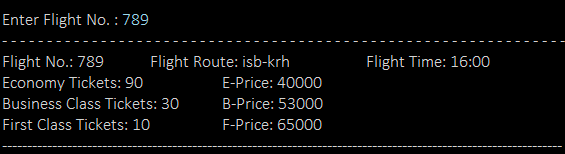 Enter Flight No. : 789
Flight No.: 789 Flight Route: isb-krh Flight Time: 16:00
Economy Tickets: 90 E-Price: 40000
Business Class Tickets: 30 B-Price: 53000
First Class Tickets: 10 F-Price: 65000